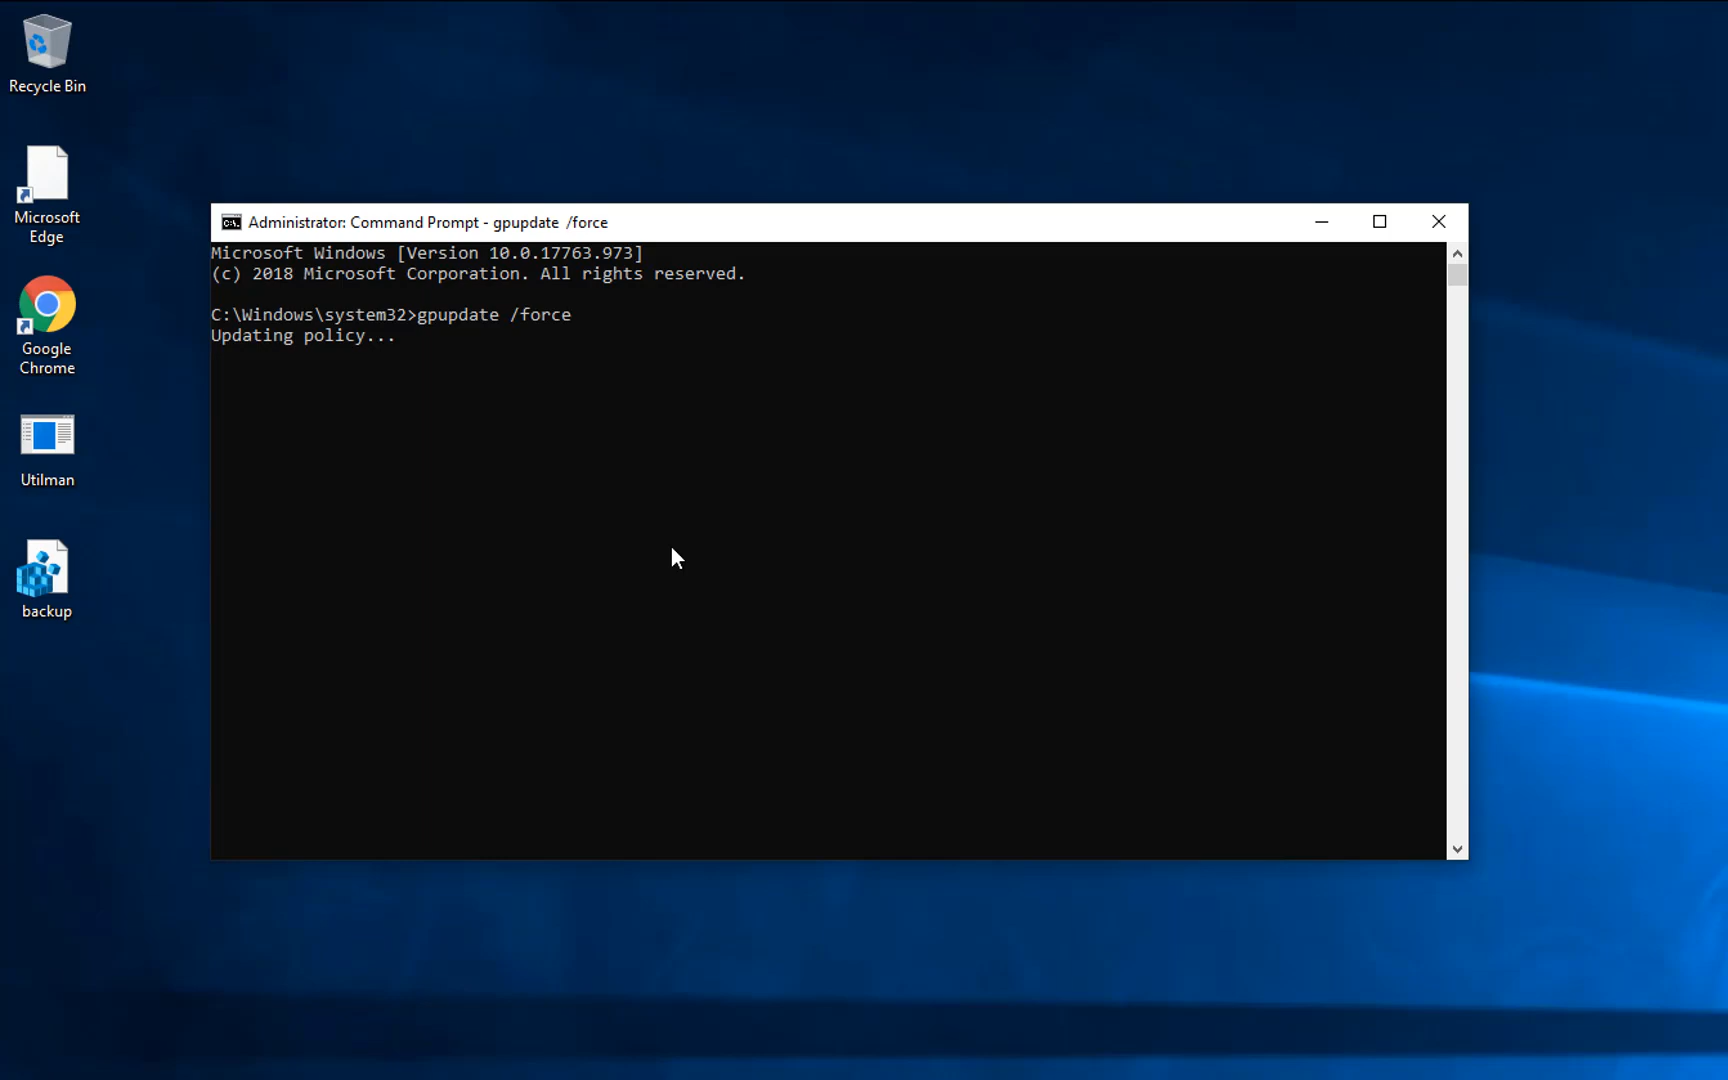 Recycle Bin
Microsoft
Edge
Google
Chrome
Utilman
backup
Administrator: Command Prompt - gpupdate /force
Microsoft Windows [Version 10.0.17763.973]
(c) 2018 Microsoft Corporation. All rights reserved.
C:\Windows\system32>gpupdate /force
Updating policy...